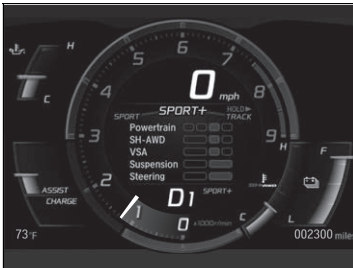 6
5
7
4
8
3
9
2
1
0
0 mph
SPORT+
HOLD
SPORT
TRACK
Powertrain
SH-AWD
VSA
Suspension
Steering
D1
SPORT+
x1000r/min
H
C
ASSIST
CHARGE
H
C
F
L
73°F
002300 miles